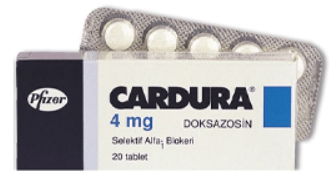 Pfizer
CARDURA®
4 mg DOKSAZOSİN
Selektif Alfa₁ Blokeri
20 tablet